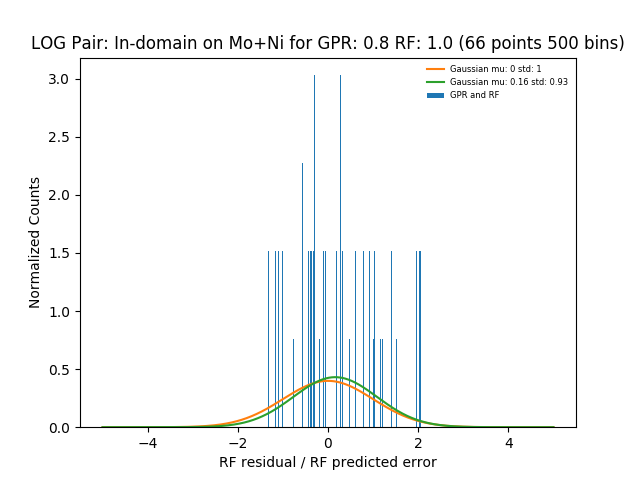 LOG Pair: In-domain on Mo+Ni for GPR: 0.8 RF: 1.0 (66 points 500 bins)
Gaussian mu: 0 std: 1
Gaussian mu: 0.16 std: 0.93
GPR and RF
3.0
2.5
2.0
1.5
1.0
0.5
0.0
Normalized Counts
−4
−2
0
2
4
RF residual / RF predicted error